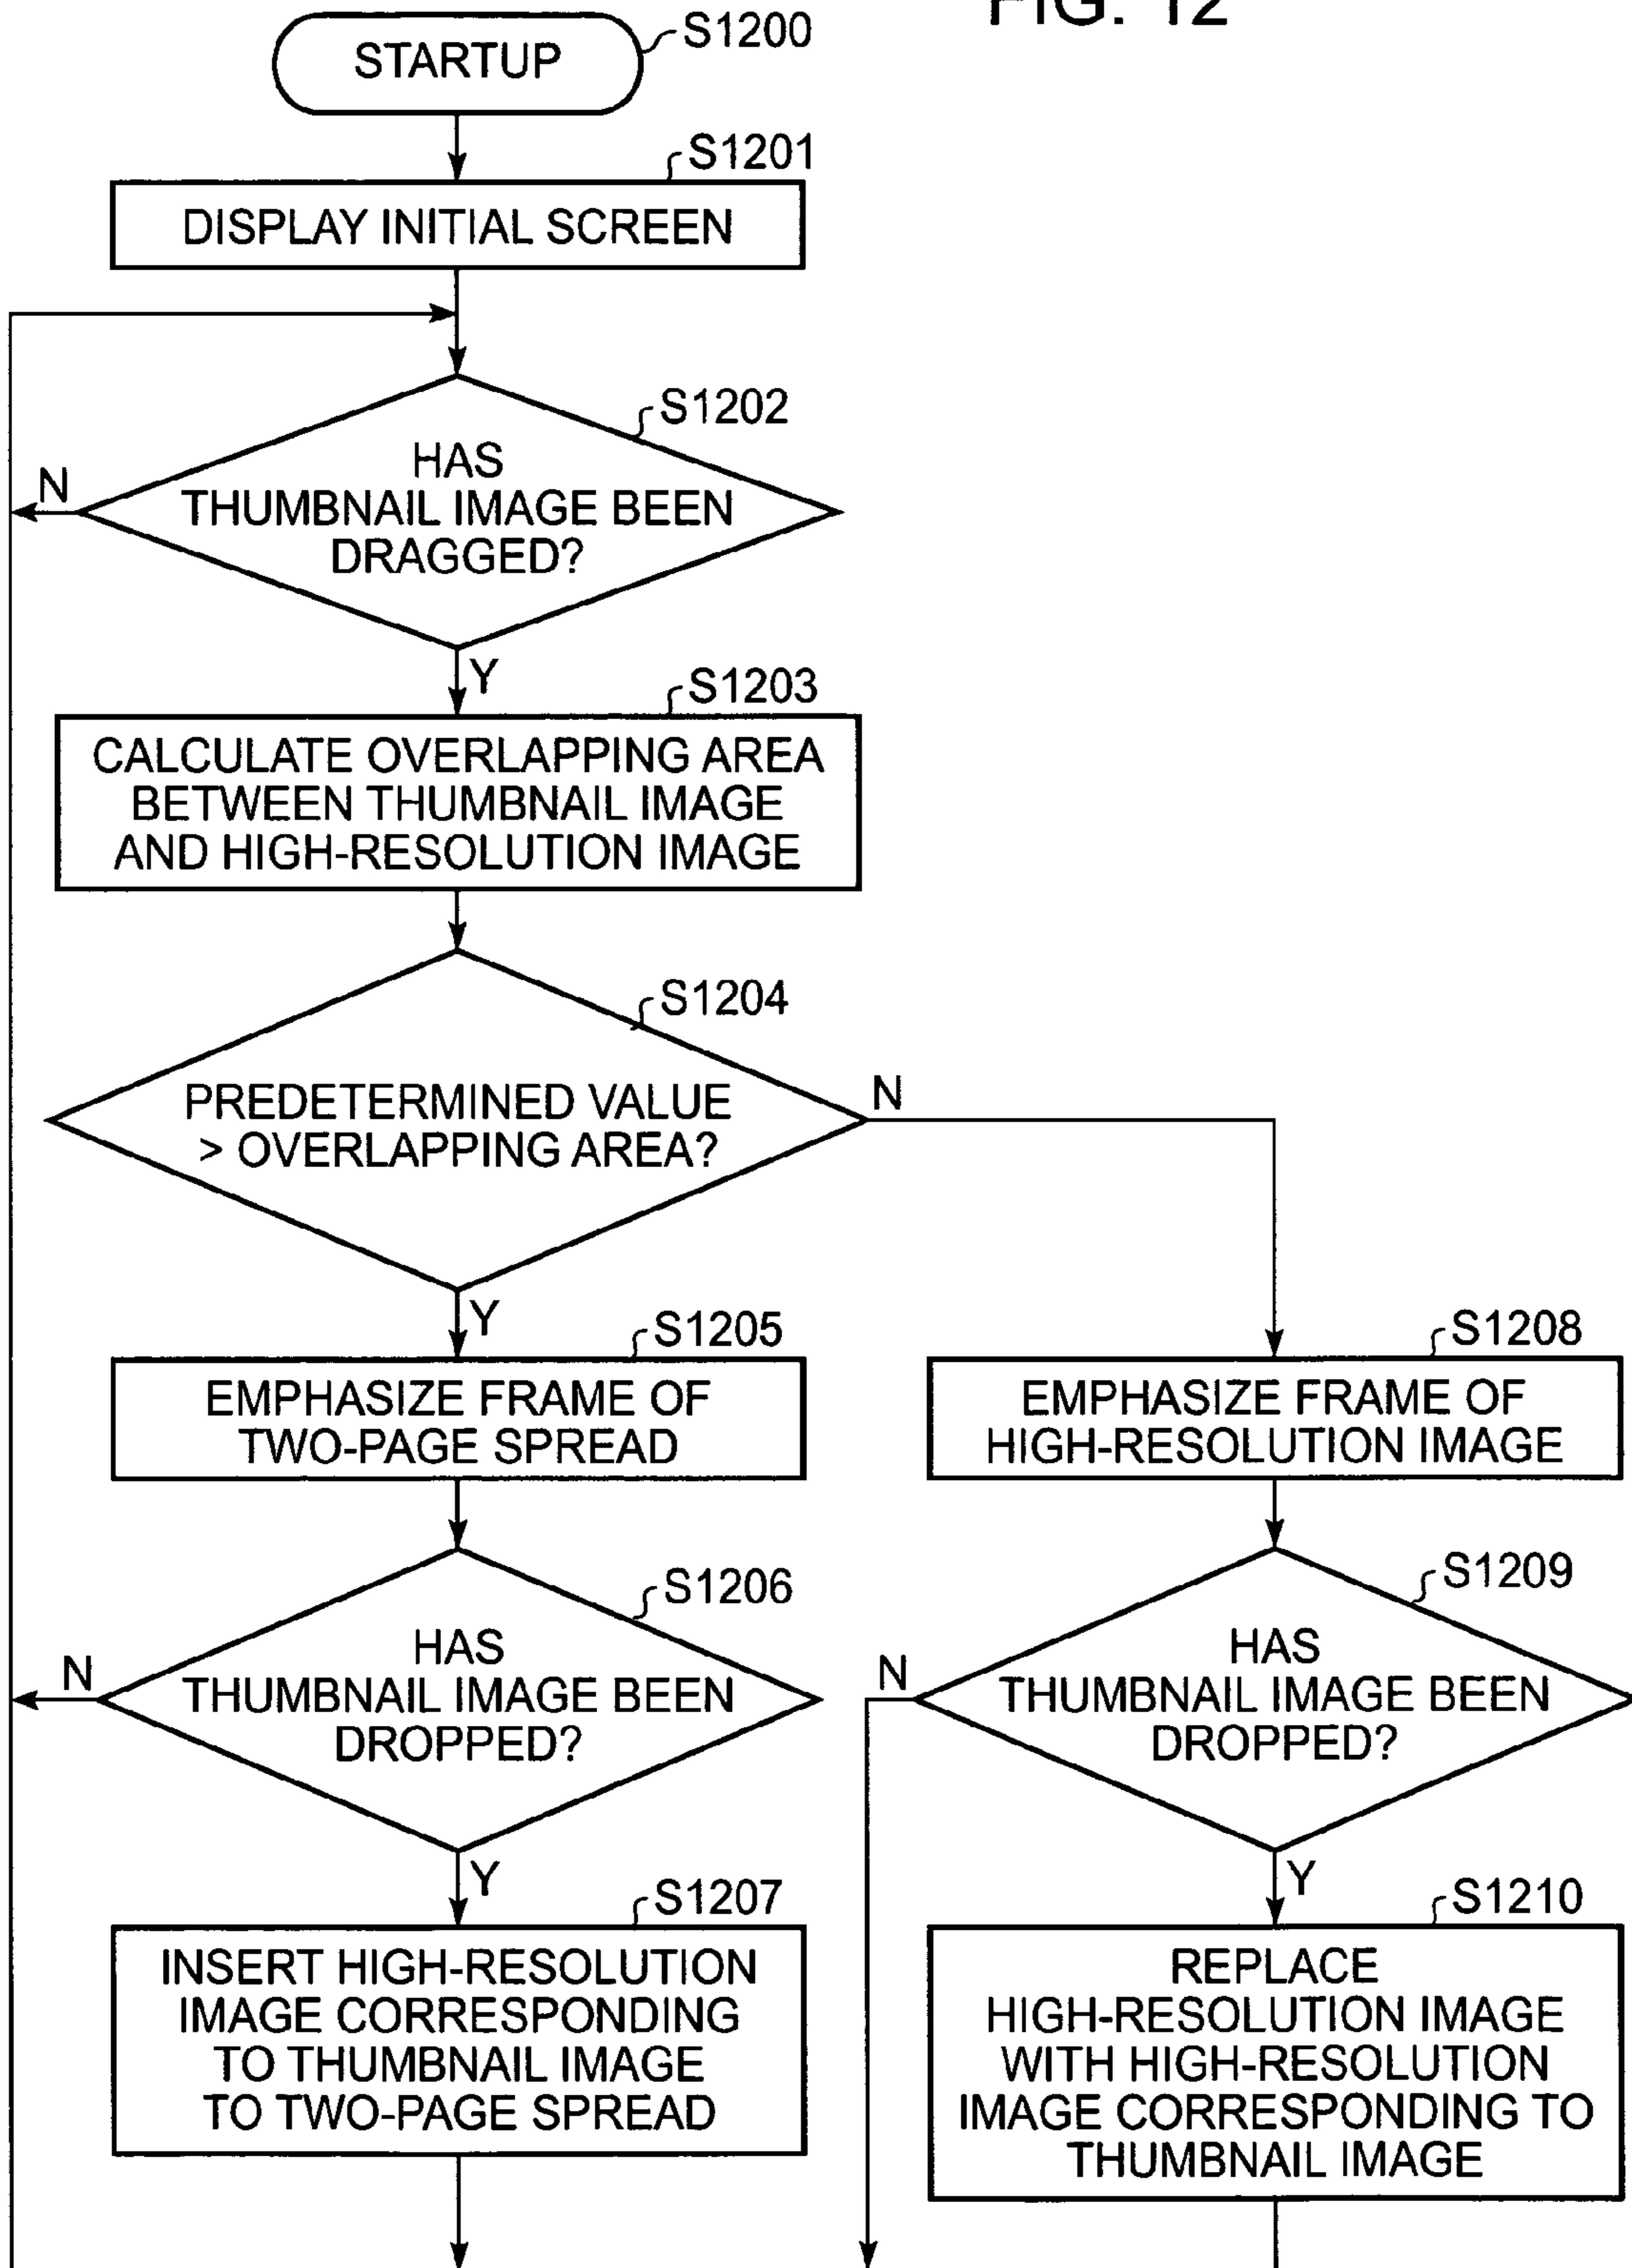 FIG. 12
S1200
STARTUP
S1201
DISPLAY INITIAL SCREEN
S1202
HAS
THUMBNAIL IMAGE BEEN
DRAGGED?
N
Y
S1203
CALCULATE OVERLAPPING AREA
BETWEEN THUMBNAIL IMAGE
AND HIGH-RESOLUTION IMAGE
S1204
PREDETERMINED VALUE
> OVERLAPPING AREA?
N
Y
S1205
EMPHASIZE FRAME OF
TWO-PAGE SPREAD
S1208
EMPHASIZE FRAME OF
HIGH-RESOLUTION IMAGE
S1206
HAS
THUMBNAIL IMAGE BEEN
DROPPED?
N
Y
S1209
HAS
THUMBNAIL IMAGE BEEN
DROPPED?
N
Y
S1207
INSERT HIGH-RESOLUTION
IMAGE CORRESPONDING
TO THUMBNAIL IMAGE
TO TWO-PAGE SPREAD
S1210
REPLACE
HIGH-RESOLUTION IMAGE
WITH HIGH-RESOLUTION
IMAGE CORRESPONDING TO
THUMBNAIL IMAGE